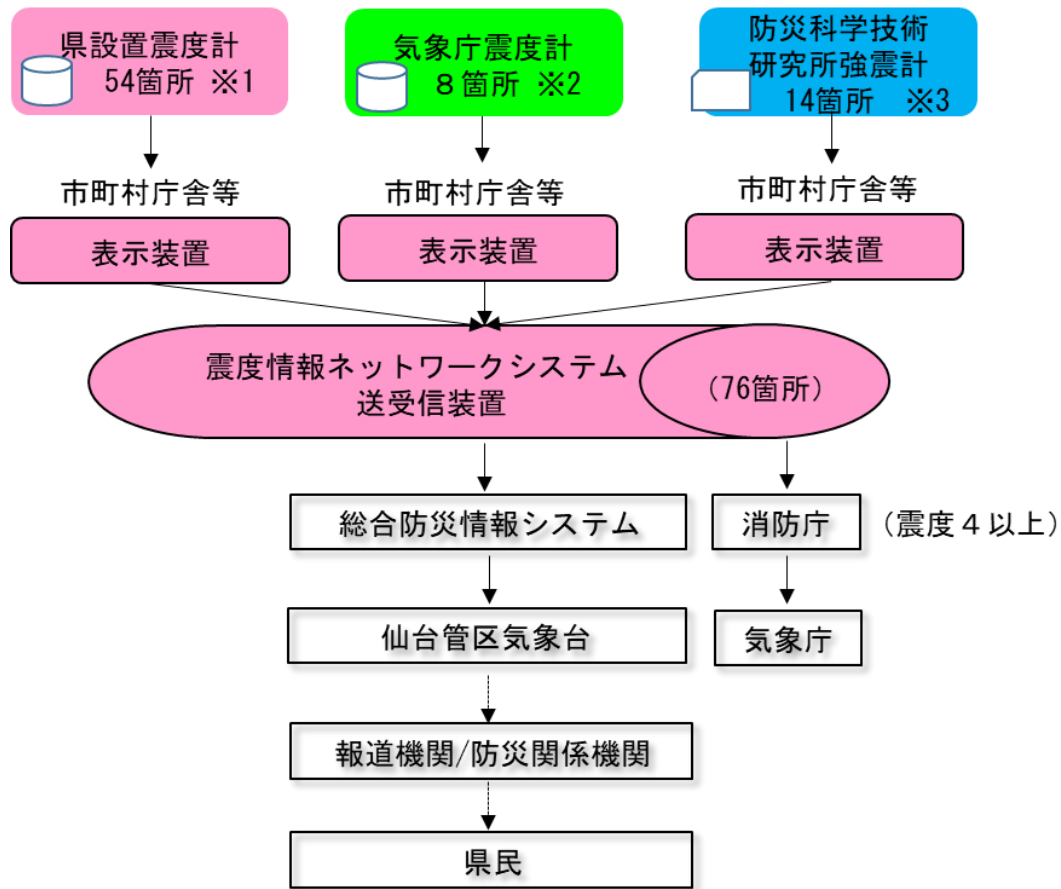 県設置震度計
54箇所 ※1
気象庁震度計
８箇所 ※2
防災科学技術
研究所強震計
14箇所 ※3
市町村庁舎等
市町村庁舎等
市町村庁舎等
表示装置
表示装置
表示装置
震度情報ネットワークシステム
送受信装置
（76箇所）
総合防災情報システム
消防庁
（震度４以上）
仙台管区気象台
気象庁
報道機関/防災関係機関
県民